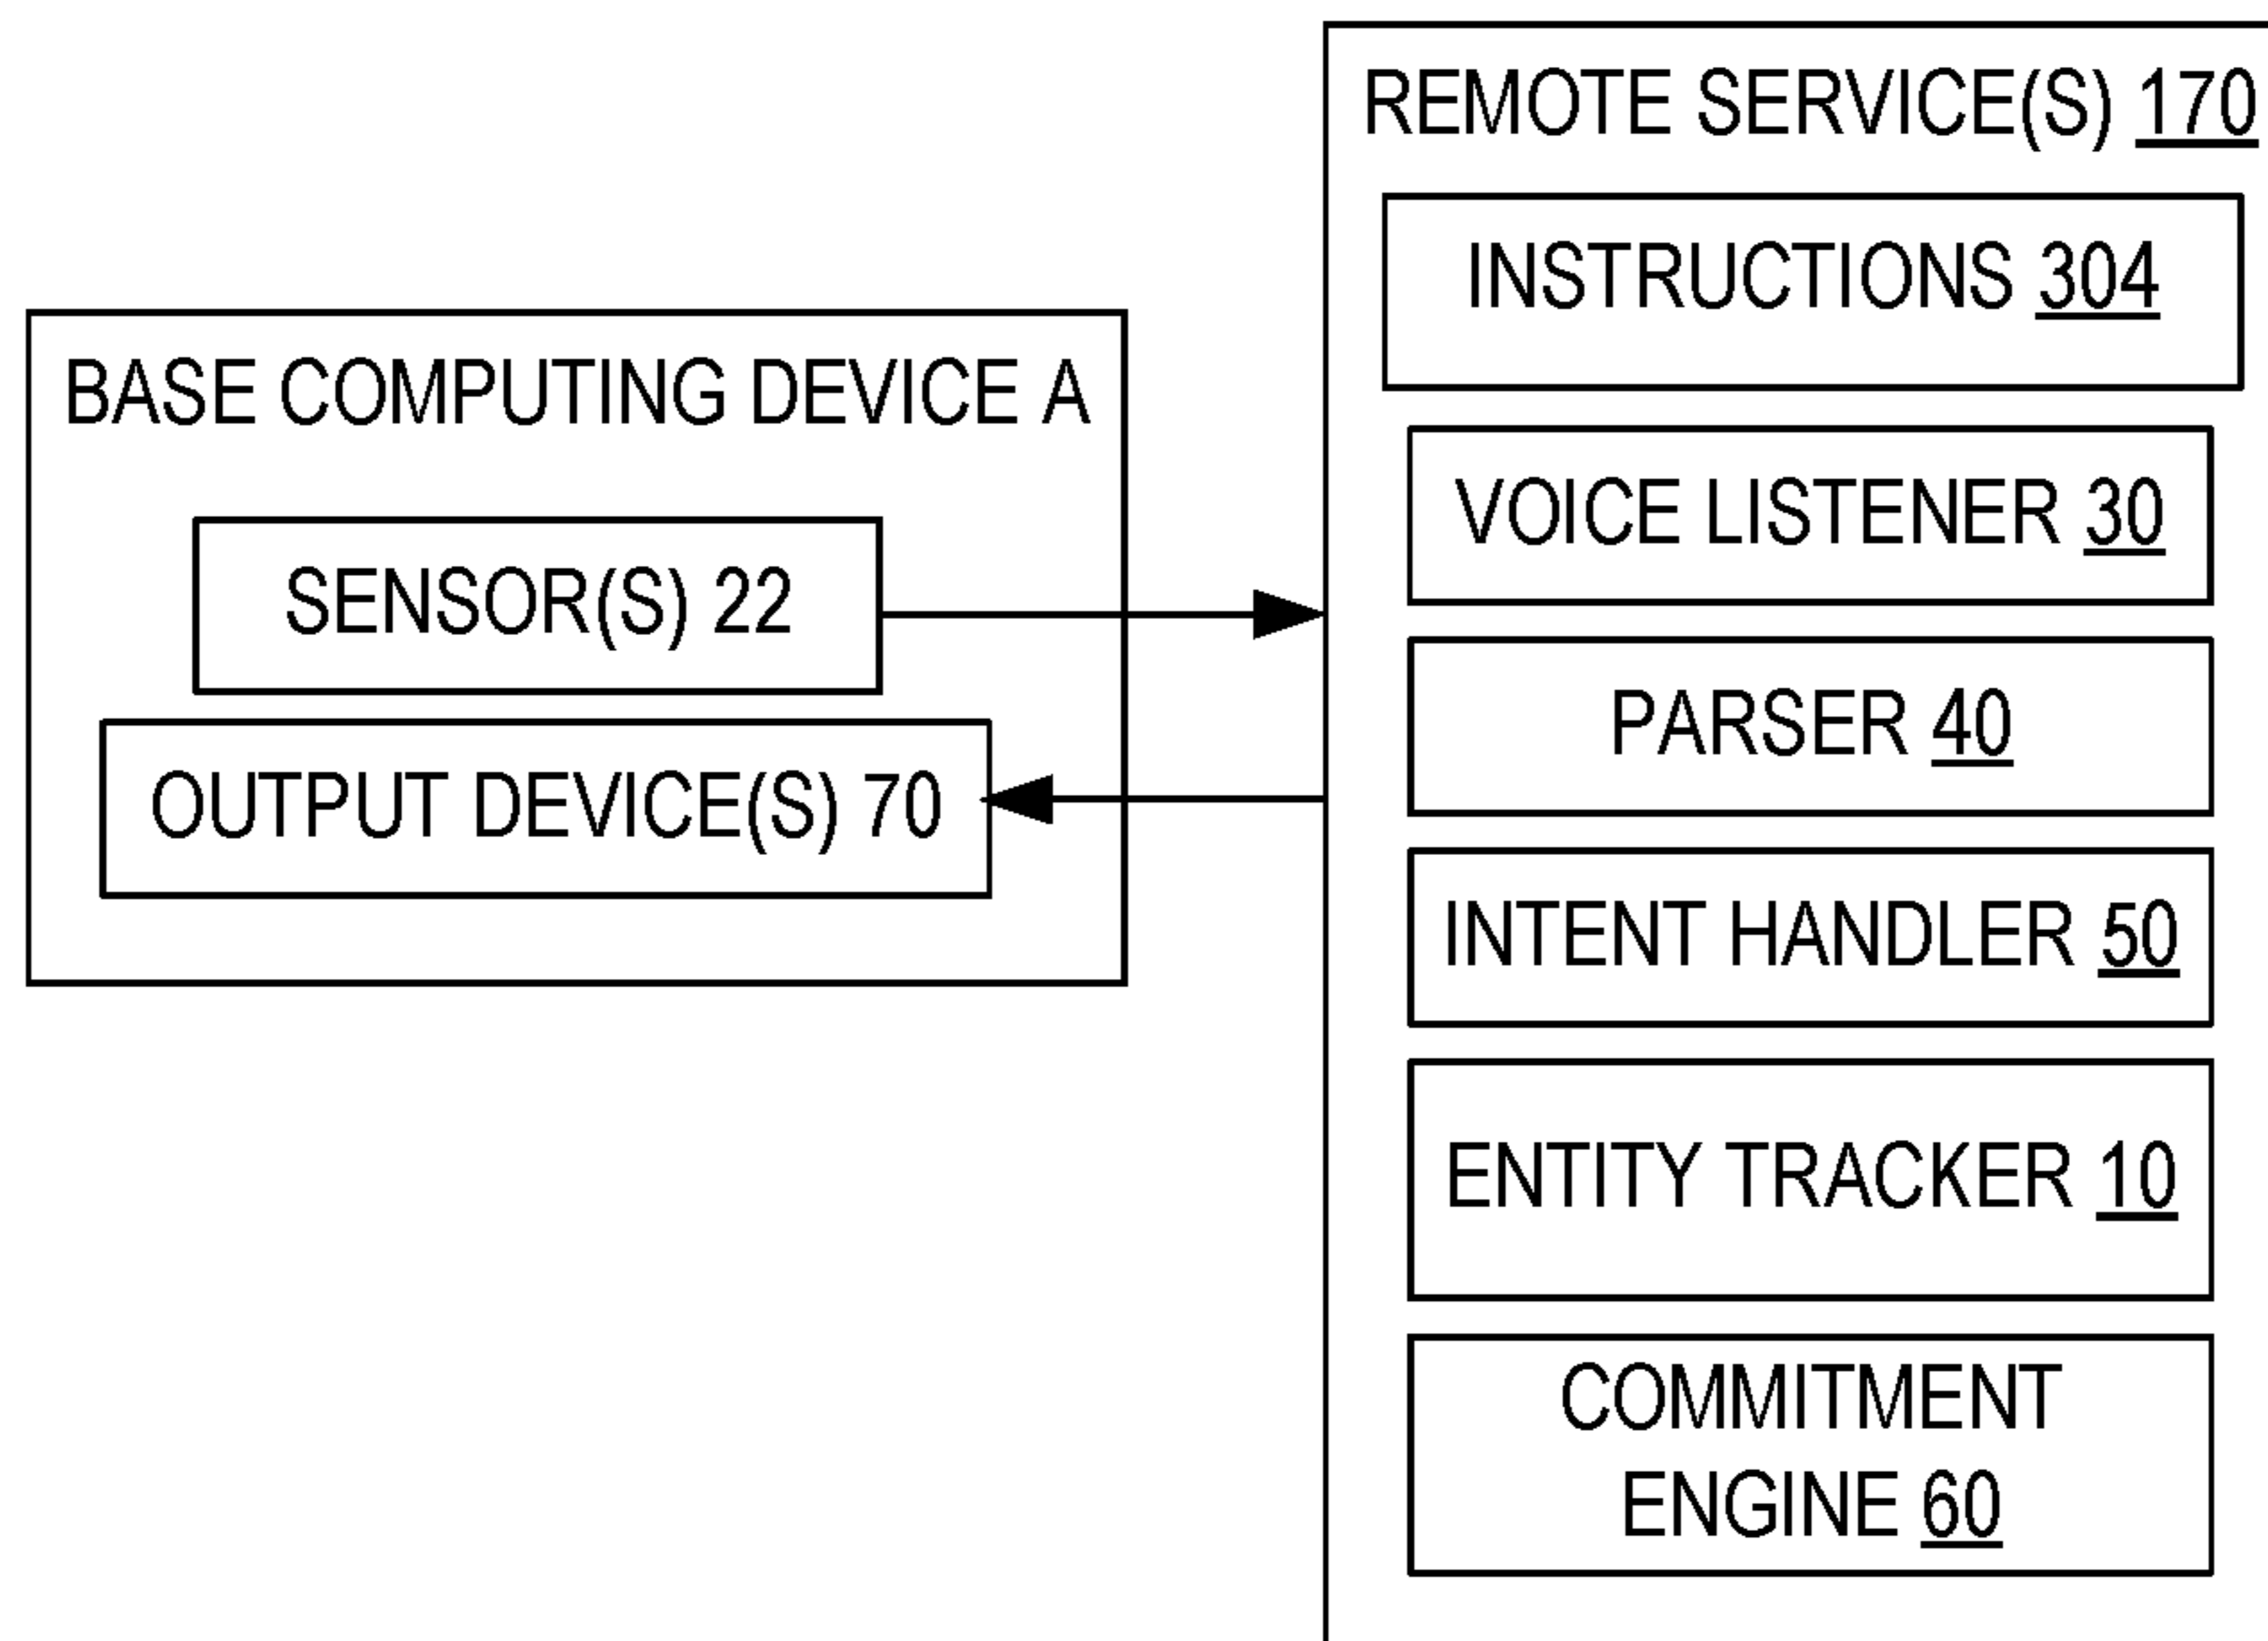 BASE COMPUTING DEVICE A
SENSOR(S) 22
OUTPUT DEVICE(S) 70
REMOTE SERVICE(S) 170
INSTRUCTIONS 304
VOICE LISTENER 30
PARSER 40
INTENT HANDLER 50
ENTITY TRACKER 10
COMMITMENT
ENGINE 60